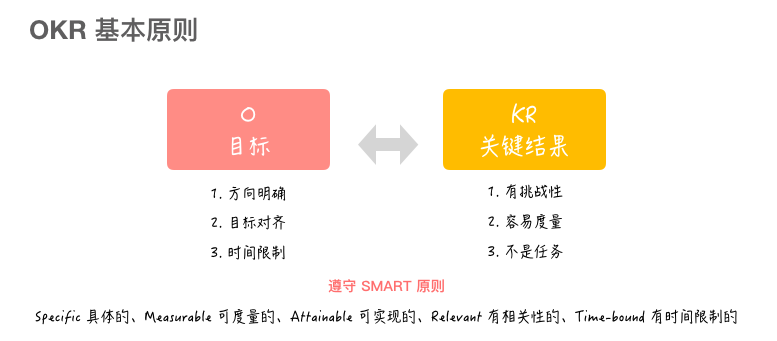 OKR 基本原则
O
目标
KR
关键结果
1. 方向明确
2. 目标对齐
3. 时间限制
1. 有挑战性
2. 容易度量
3. 不是任务
遵守 SMART 原则
Specific 具体的、Measurable 可度量的、Attainable 可实现的、Relevant 有相关性的、Time-bound 有时间限制的